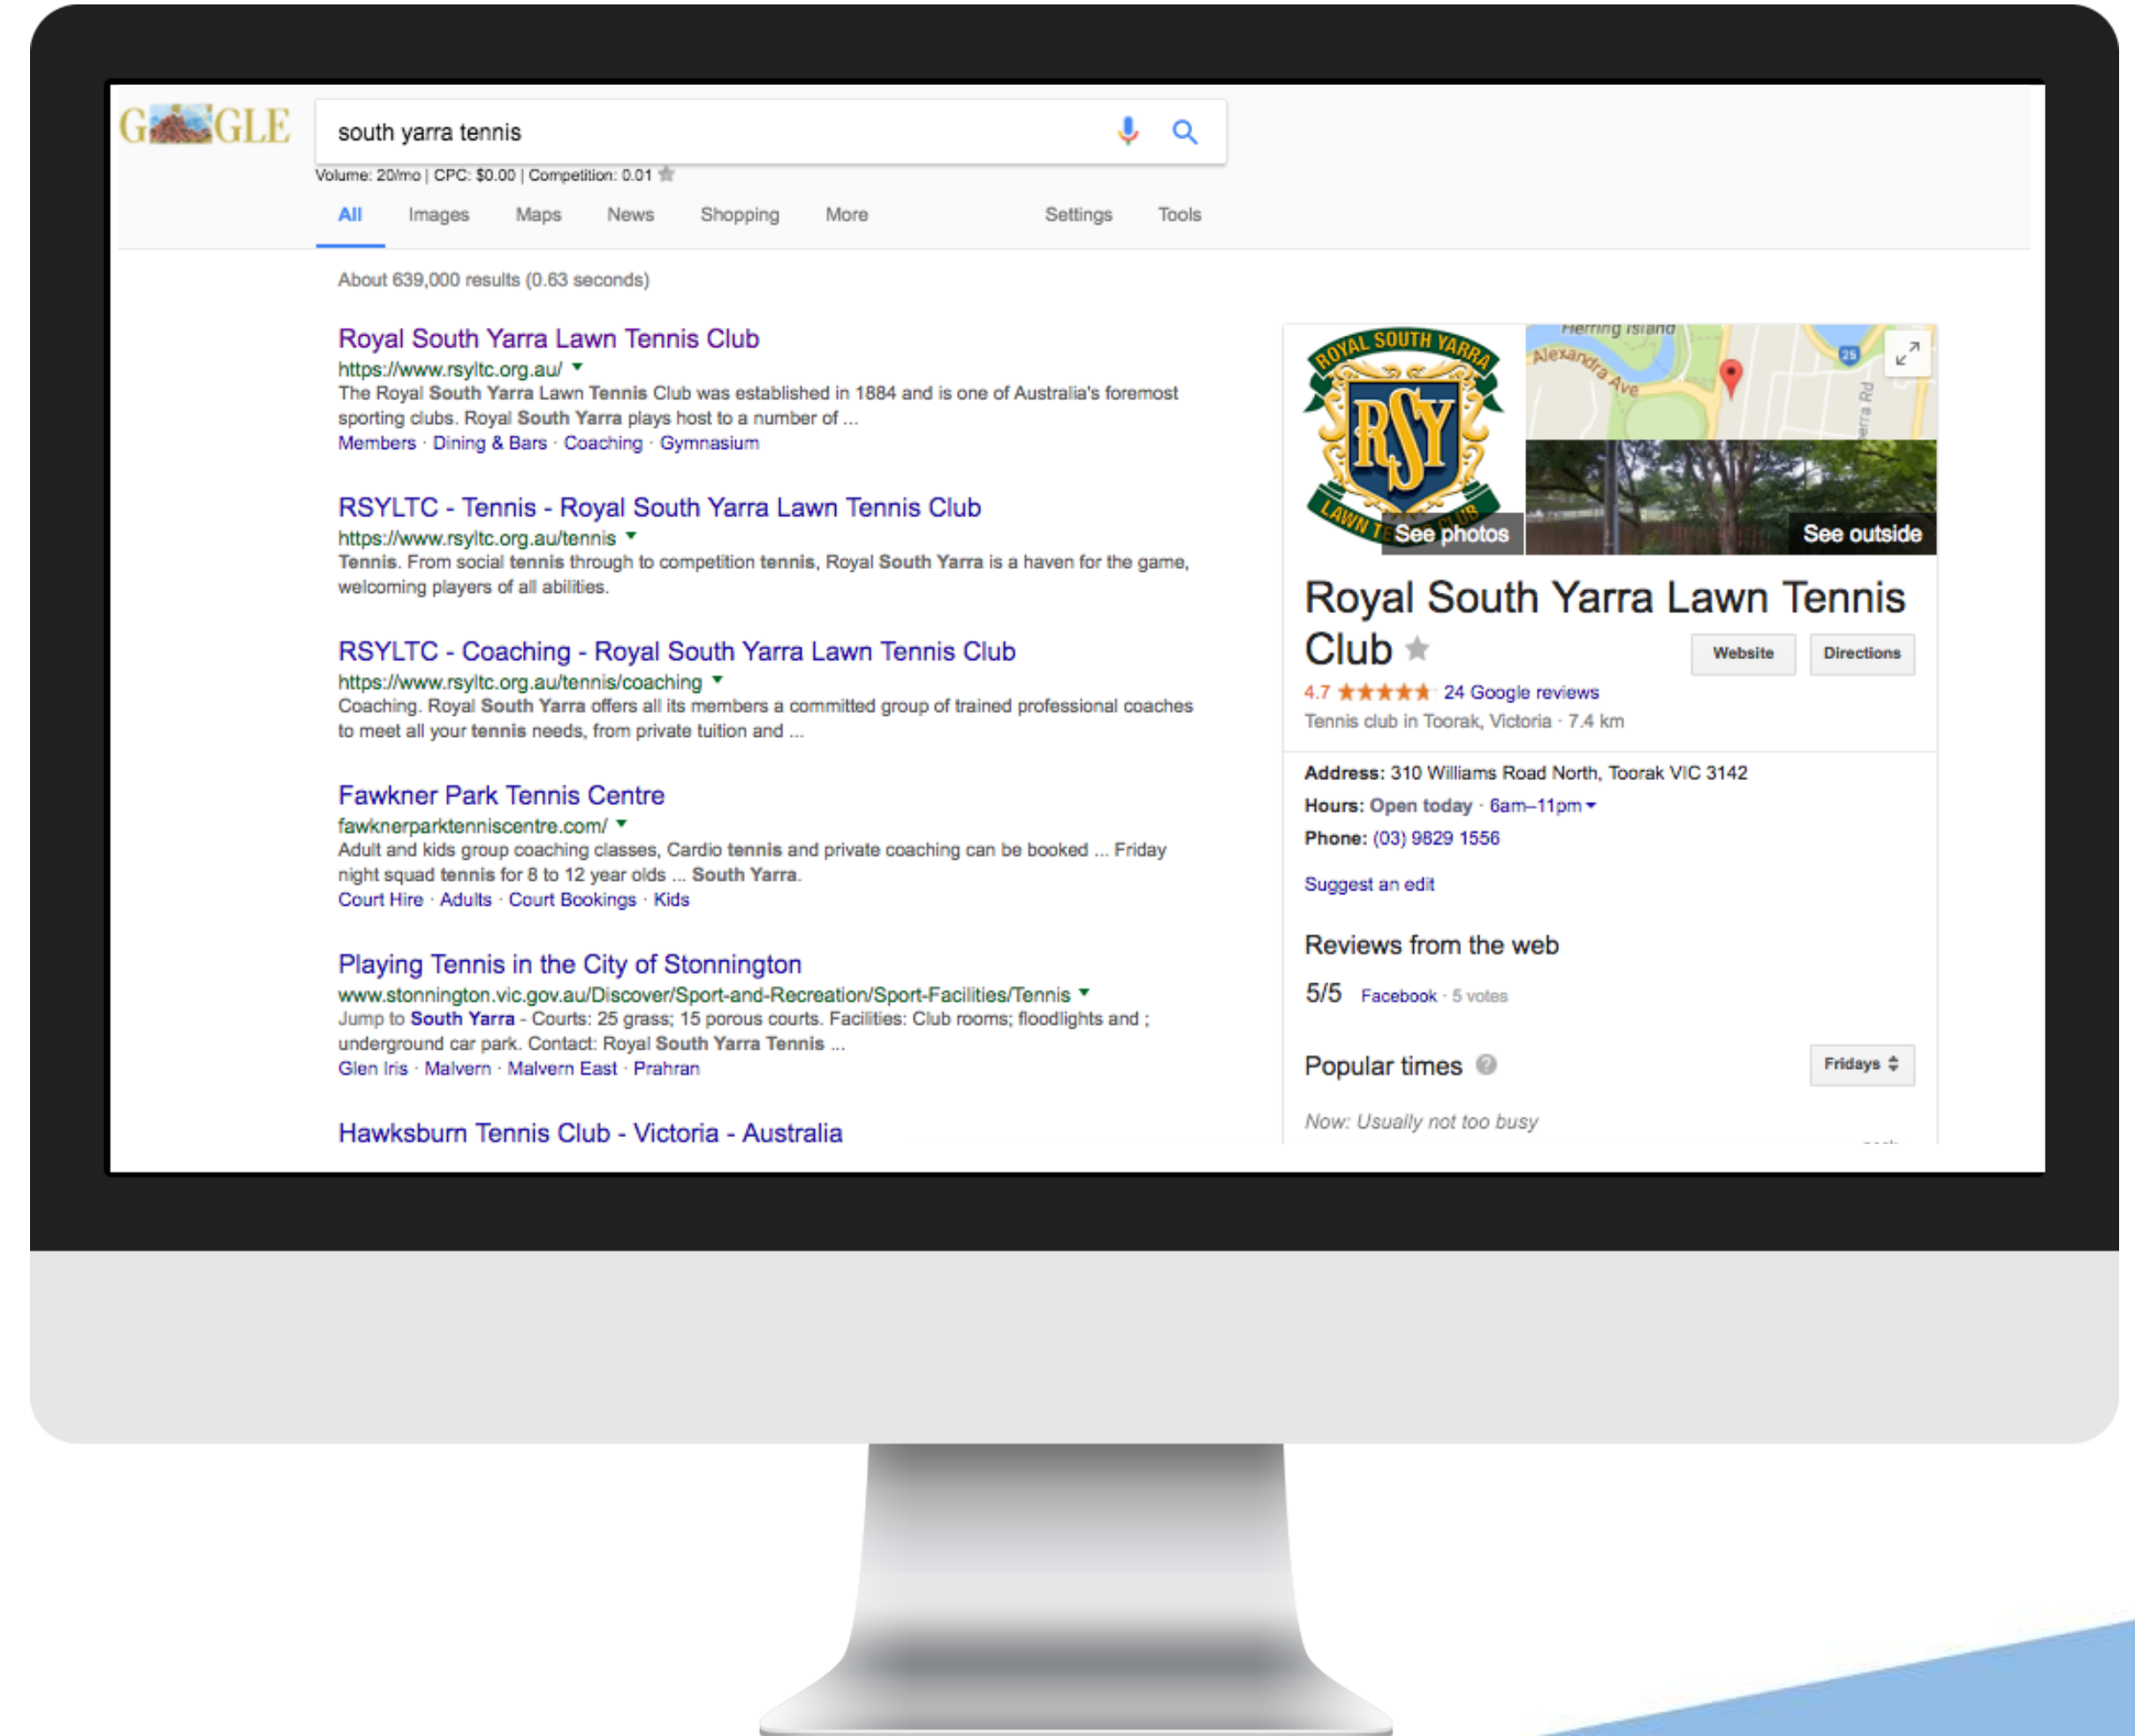 G GLE
south yarra tennis
Volume: 20/mo | CPC: $0.00 | Competition: 0.01
All Images Maps News Shopping More Settings Tools
About 639,000 results (0.63 seconds)
Royal South Yarra Lawn Tennis Club
https://www.rsyltc.org.au/
The Royal South Yarra Lawn Tennis Club was established in 1884 and is one of Australia's foremost
sporting clubs. Royal South Yarra plays host to a number of ...
Members · Dining & Bars · Coaching · Gymnasium
RSYLTC - Tennis - Royal South Yarra Lawn Tennis Club
https://www.rsyltc.org.au/tennis
Tennis. From social tennis through to competition tennis, Royal South Yarra is a haven for the game,
welcoming players of all abilities.
RSYLTC - Coaching - Royal South Yarra Lawn Tennis Club
https://www.rsyltc.org.au/tennis/coaching
Coaching. Royal South Yarra offers all its members a committed group of trained professional coaches
to meet all your tennis needs, from private tuition and ...
Fawkner Park Tennis Centre
fawknerparktenniscentre.com/
Adult and kids group coaching classes, Cardio tennis and private coaching can be booked ... Friday
night squad tennis for 8 to 12 year olds ... South Yarra.
Court Hire · Adults · Court Bookings · Kids
Playing Tennis in the City of Stonnington
www.stonnington.vic.gov.au/Discover/Sport-and-Recreation/Sport-Facilities/Tennis
Jump to South Yarra - Courts: 25 grass; 15 porous courts. Facilities: Club rooms; floodlights and ;
underground car park. Contact: Royal South Yarra Tennis ...
Glen Iris · Malvern · Malvern East · Prahran
Hawksburn Tennis Club - Victoria - Australia
ROYAL SOUTH YARRA
RSY
LAWN TE CLUB
See photos
Herring Island
Alexandra Ave
25
erra Rd
See outside
Royal South Yarra Lawn Tennis
Club
Website Directions
4.7 24 Google reviews
Tennis club in Toorak, Victoria · 7.4 km
Address: 310 Williams Road North, Toorak VIC 3142
Hours: Open today · 6am–11pm
Phone: (03) 9829 1556
Suggest an edit
Reviews from the web
5/5 Facebook · 5 votes
Popular times ? Fridays
Now: Usually not too busy